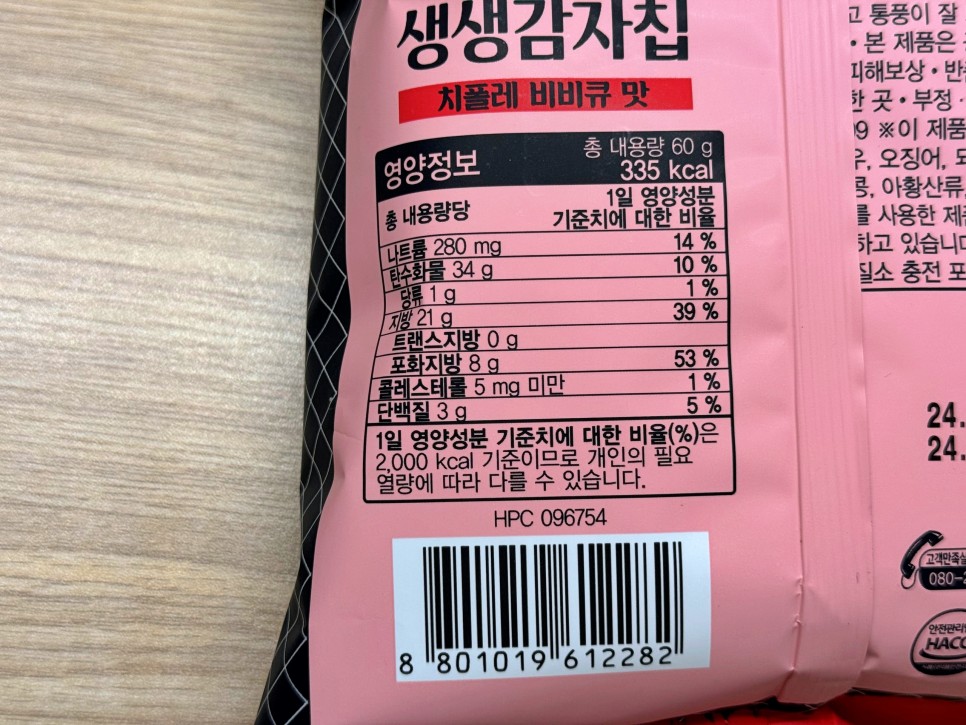 생생감자칩
치폴레 비비큐 맛
영양정보
총 내용량 60 g
335 kcal
총 내용량당
1일 영양성분
기준치에 대한 비율
나트륨 280 mg 14 %
탄수화물 34 g 10 %
당류 1 g 1 %
지방 21 g 39 %
트랜스지방 0 g
포화지방 8 g 53 %
콜레스테롤 5 mg 미만 1 %
단백질 3 g 5 %
1일 영양성분 기준치에 대한 비율(%)은
2,000 kcal 기준이므로 개인의 필요
열량에 따라 다를 수 있습니다.
HPC 096754
8 801019 612282
고 통풍이 잘
• 본 제품은
피해보상 • 반
한 곳 • 부정
9 ※이 제품
우, 오징어,
콩, 아황산류,
를 사용한 제
하고 있습니다
질소 충전 포
24.
24.
고객만족실
080-2
안전관리
HACC